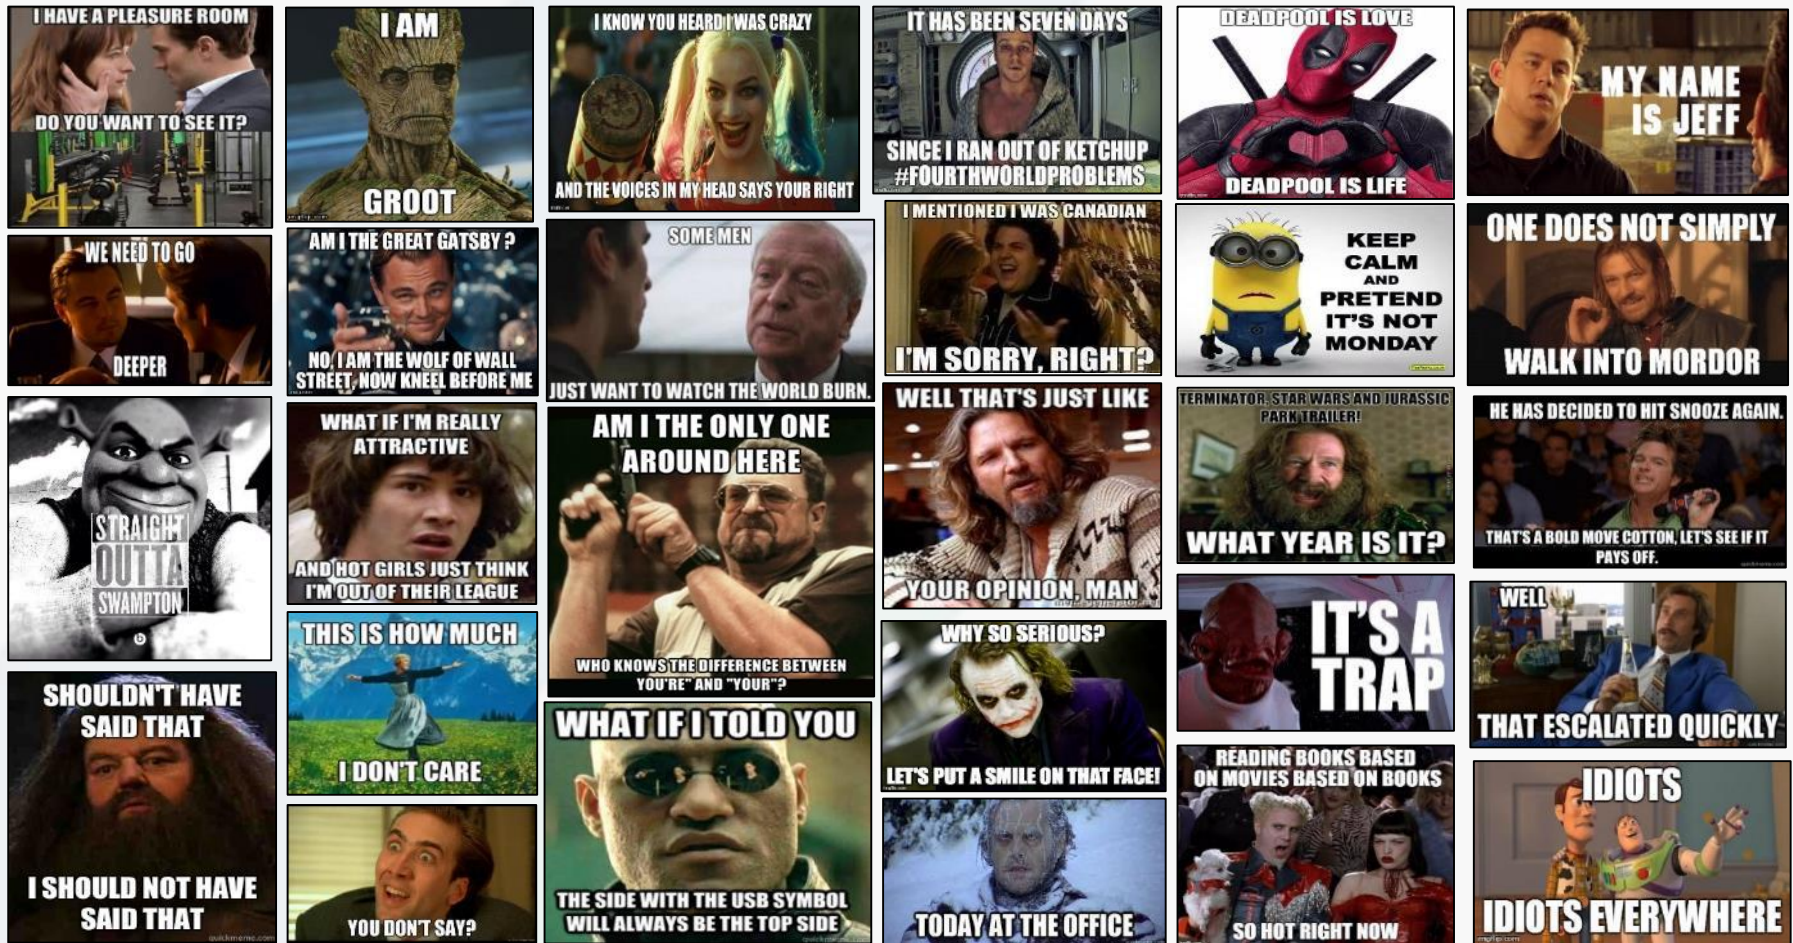 I HAVE A PLEASURE ROOM
DO YOU WANT TO SEE IT?
WE NEED TO GO
DEEPER
STRAIGHT
OUTTA
SWAMPTON
SHOULDN'T HAVE
SAID THAT
I SHOULD NOT HAVE
SAID THAT
quickmeme.com
I AM
GROOT
imgflip.com
AM I THE GREAT GATSBY ?
NO, I AM THE WOLF OF WALL
STREET, NOW KNEEL BEFORE ME
WHAT IF I'M REALLY
ATTRACTIVE
AND HOT GIRLS JUST THINK
I'M OUT OF THEIR LEAGUE
THIS IS HOW MUCH
I DON'T CARE
YOU DON'T SAY?
I KNOW YOU HEARD I WAS CRAZY
AND THE VOICES IN MY HEAD SAYS YOUR RIGHT
SOME MEN
JUST WANT TO WATCH THE WORLD BURN.
AM I THE ONLY ONE
AROUND HERE
WHO KNOWS THE DIFFERENCE BETWEEN
YOU'RE" AND "YOUR"?
WHAT IF I TOLD YOU
THE SIDE WITH THE USB SYMBOL
WILL ALWAYS BE THE TOP SIDE
IT HAS BEEN SEVEN DAYS
SINCE I RAN OUT OF KETCHUP
#FOURTHWORLDPROBLEMS
I MENTIONED I WAS CANADIAN
I'M SORRY, RIGHT?
WELL THAT'S JUST LIKE
YOUR OPINION, MAN
WHY SO SERIOUS?
LET'S PUT A SMILE ON THAT FACE!
TODAY AT THE OFFICE
DEADPOOL IS LOVE
DEADPOOL IS LIFE
KEEP
CALM
AND
PRETEND
IT'S NOT
MONDAY
TERMINATOR, STAR WARS AND JURASSIC
PARK TRAILER!
WHAT YEAR IS IT?
IT'S A
TRAP
READING BOOKS BASED
ON MOVIES BASED ON BOOKS
SO HOT RIGHT NOW
MY NAME
IS JEFF
ONE DOES NOT SIMPLY
WALK INTO MORDOR
HE HAS DECIDED TO HIT SNOOZE AGAIN.
THAT'S A BOLD MOVE COTTON, LET'S SEE IF IT
PAYS OFF.
quickmeme.com
WELL
THAT ESCALATED QUICKLY
IDIOTS
IDIOTS EVERYWHERE
imgflip.com